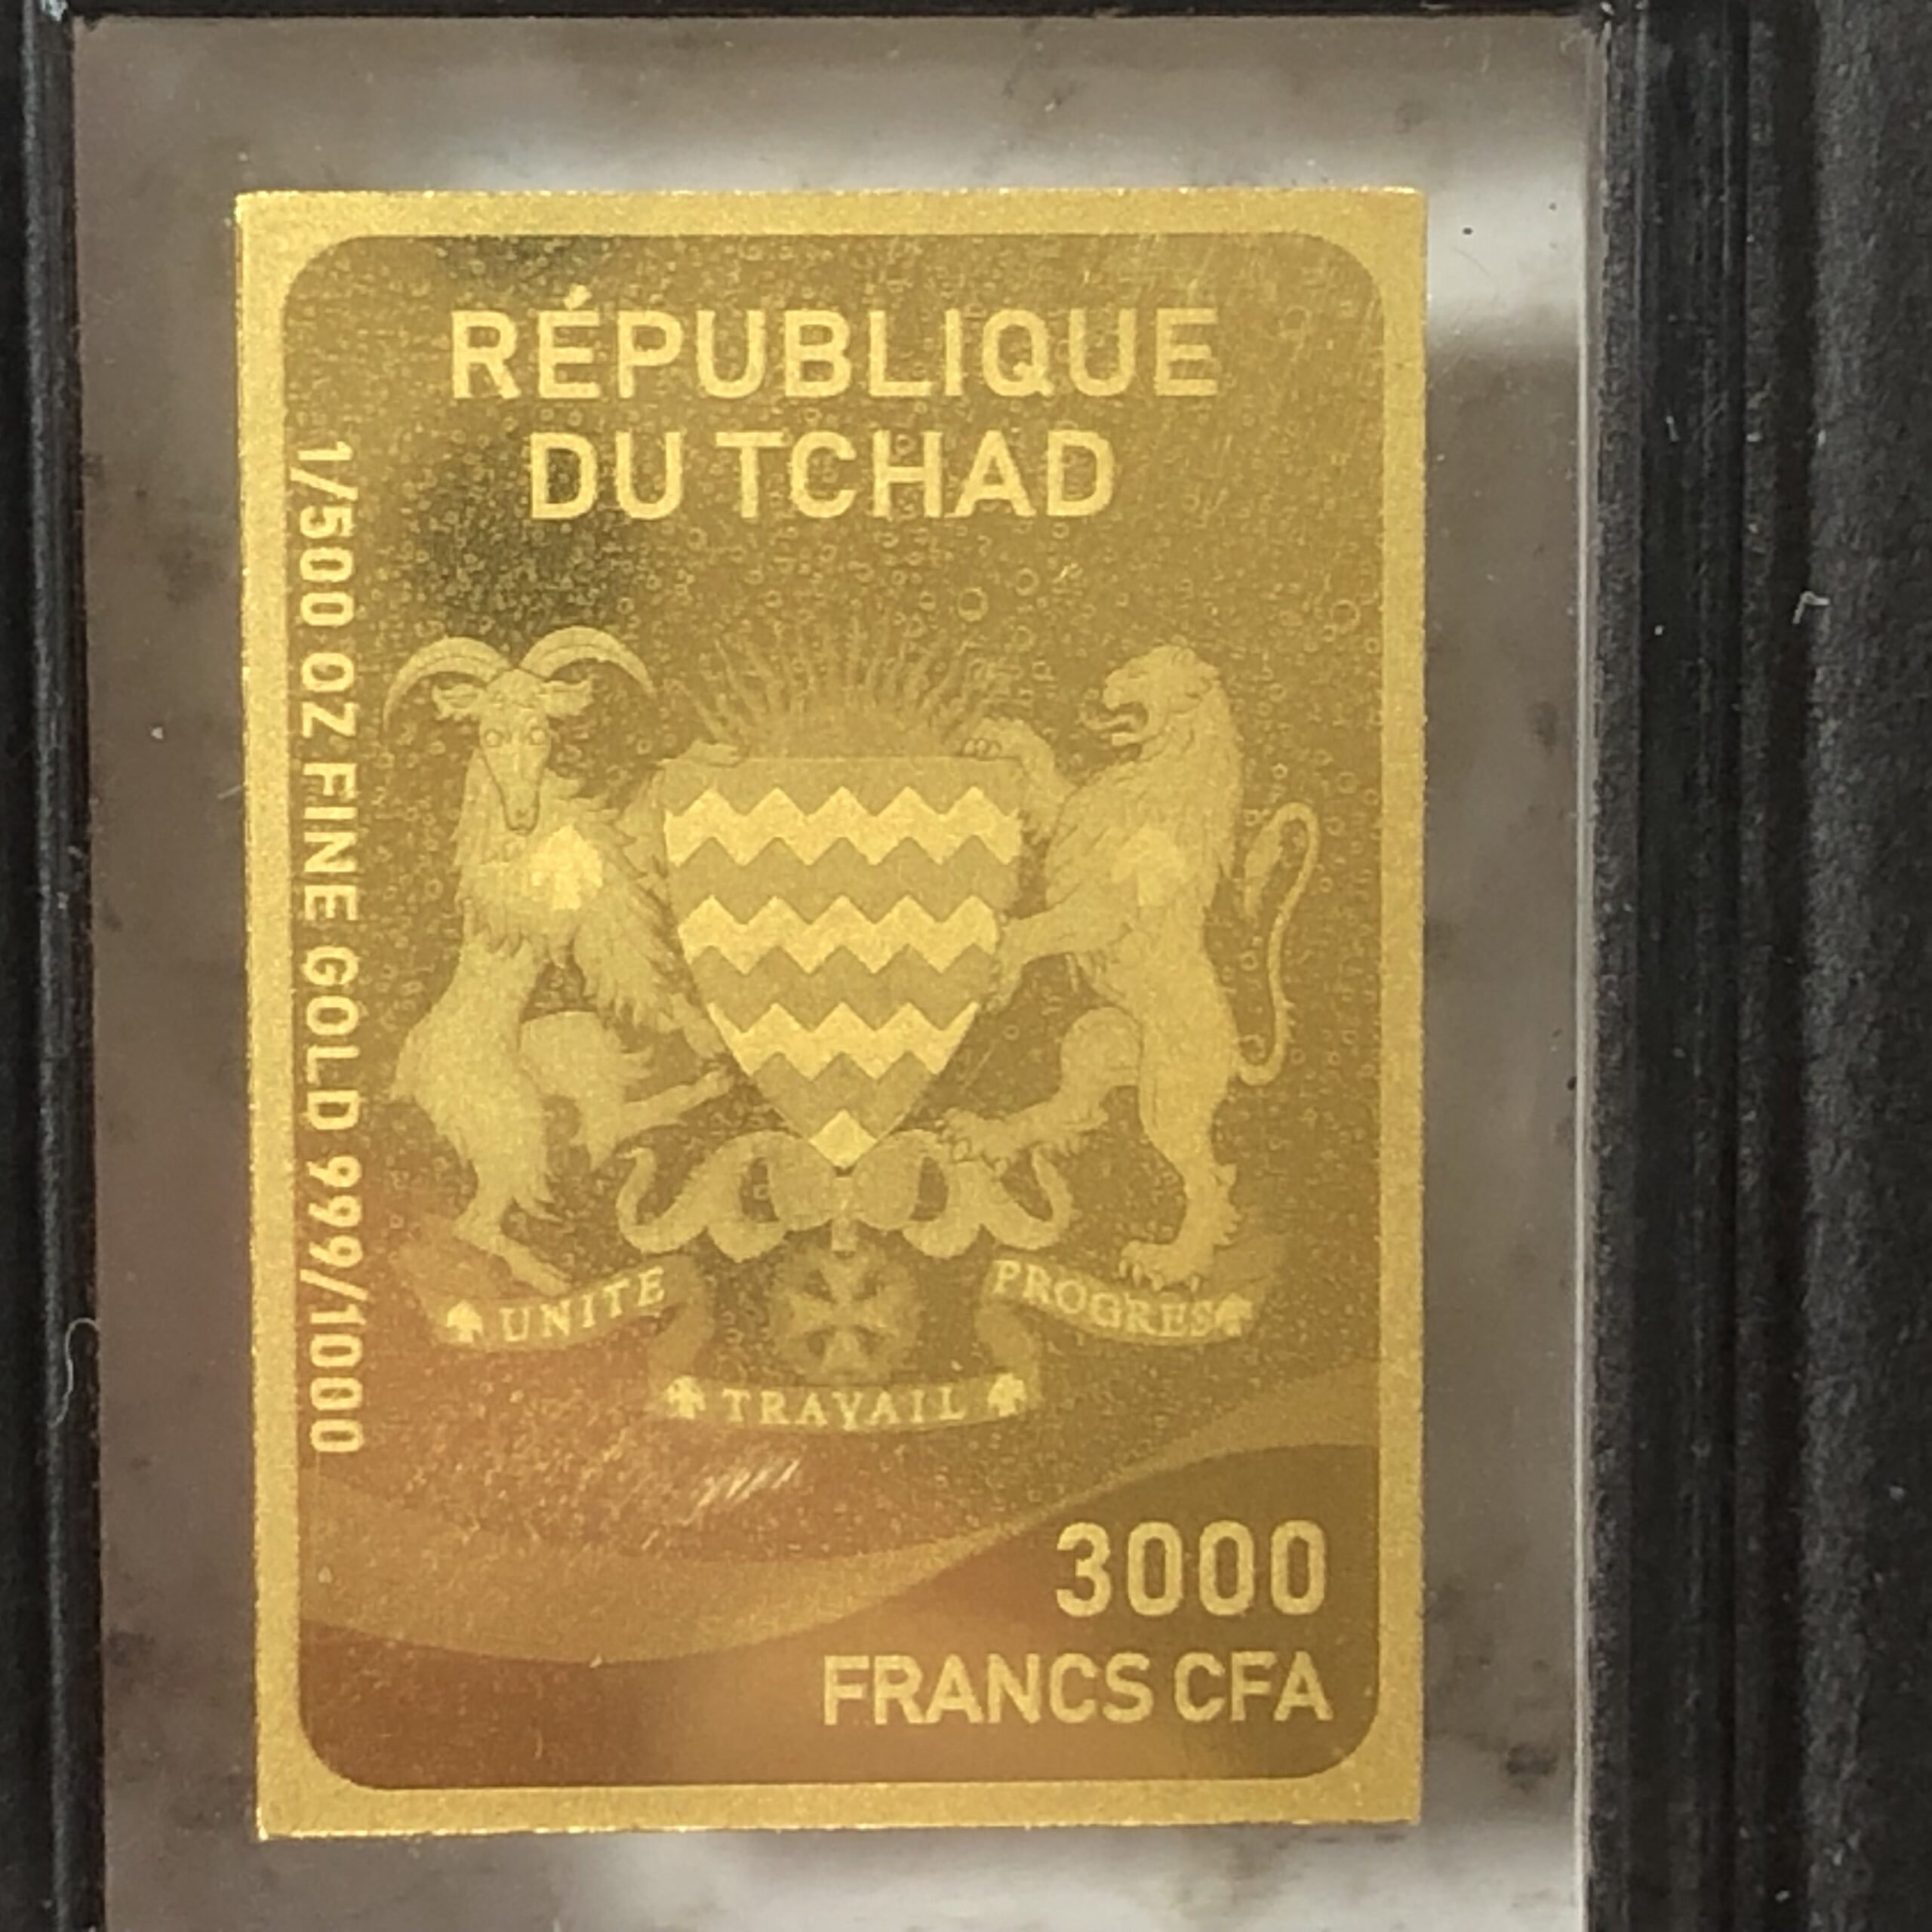 RÉPUBLIQUE
DU TCHAD
1/500 OZ FINE GOLD 999/1000
UNITE
PROGRES
TRAVAIL
3000
FRANCS CFA